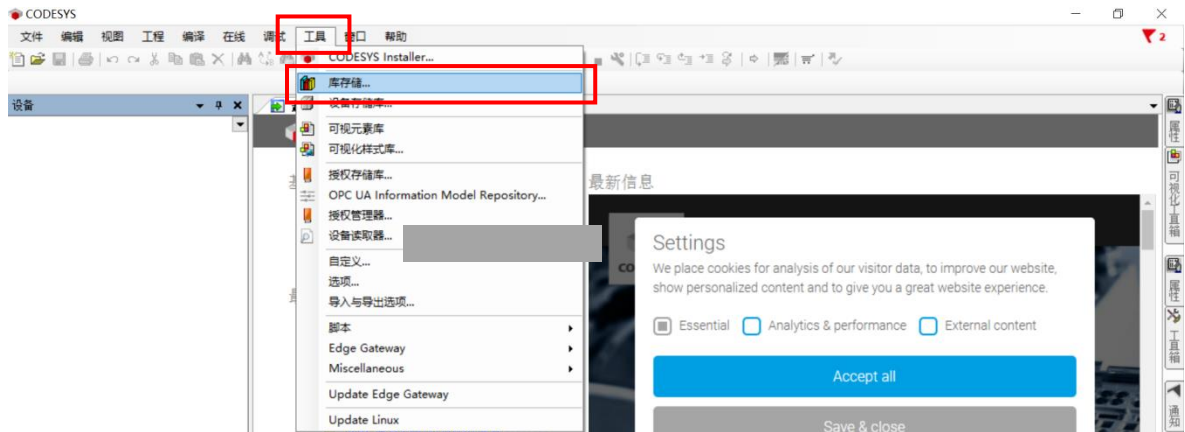 CODESYS
文件 编辑 视图 工程 编译 在线 调试 工具 窗口 帮助
2
CODESYS Installer...
库存储...
设备存储库...
设备
可视元素库
可视化样式库...
授权存储库...
OPC UA Information Model Repository...
授权管理器...
设备读取器...
自定义...
选项...
导入与导出选项...
脚本
Edge Gateway
Miscellaneous
Update Edge Gateway
Update Linux
最新信息
CO
Settings
We place cookies for analysis of our visitor data, to improve our website,
show personalized content and to give you a great website experience.
Essential Analytics & performance External content
Accept all
Save & close
属性
可视化工具箱
属性
工具箱
通知